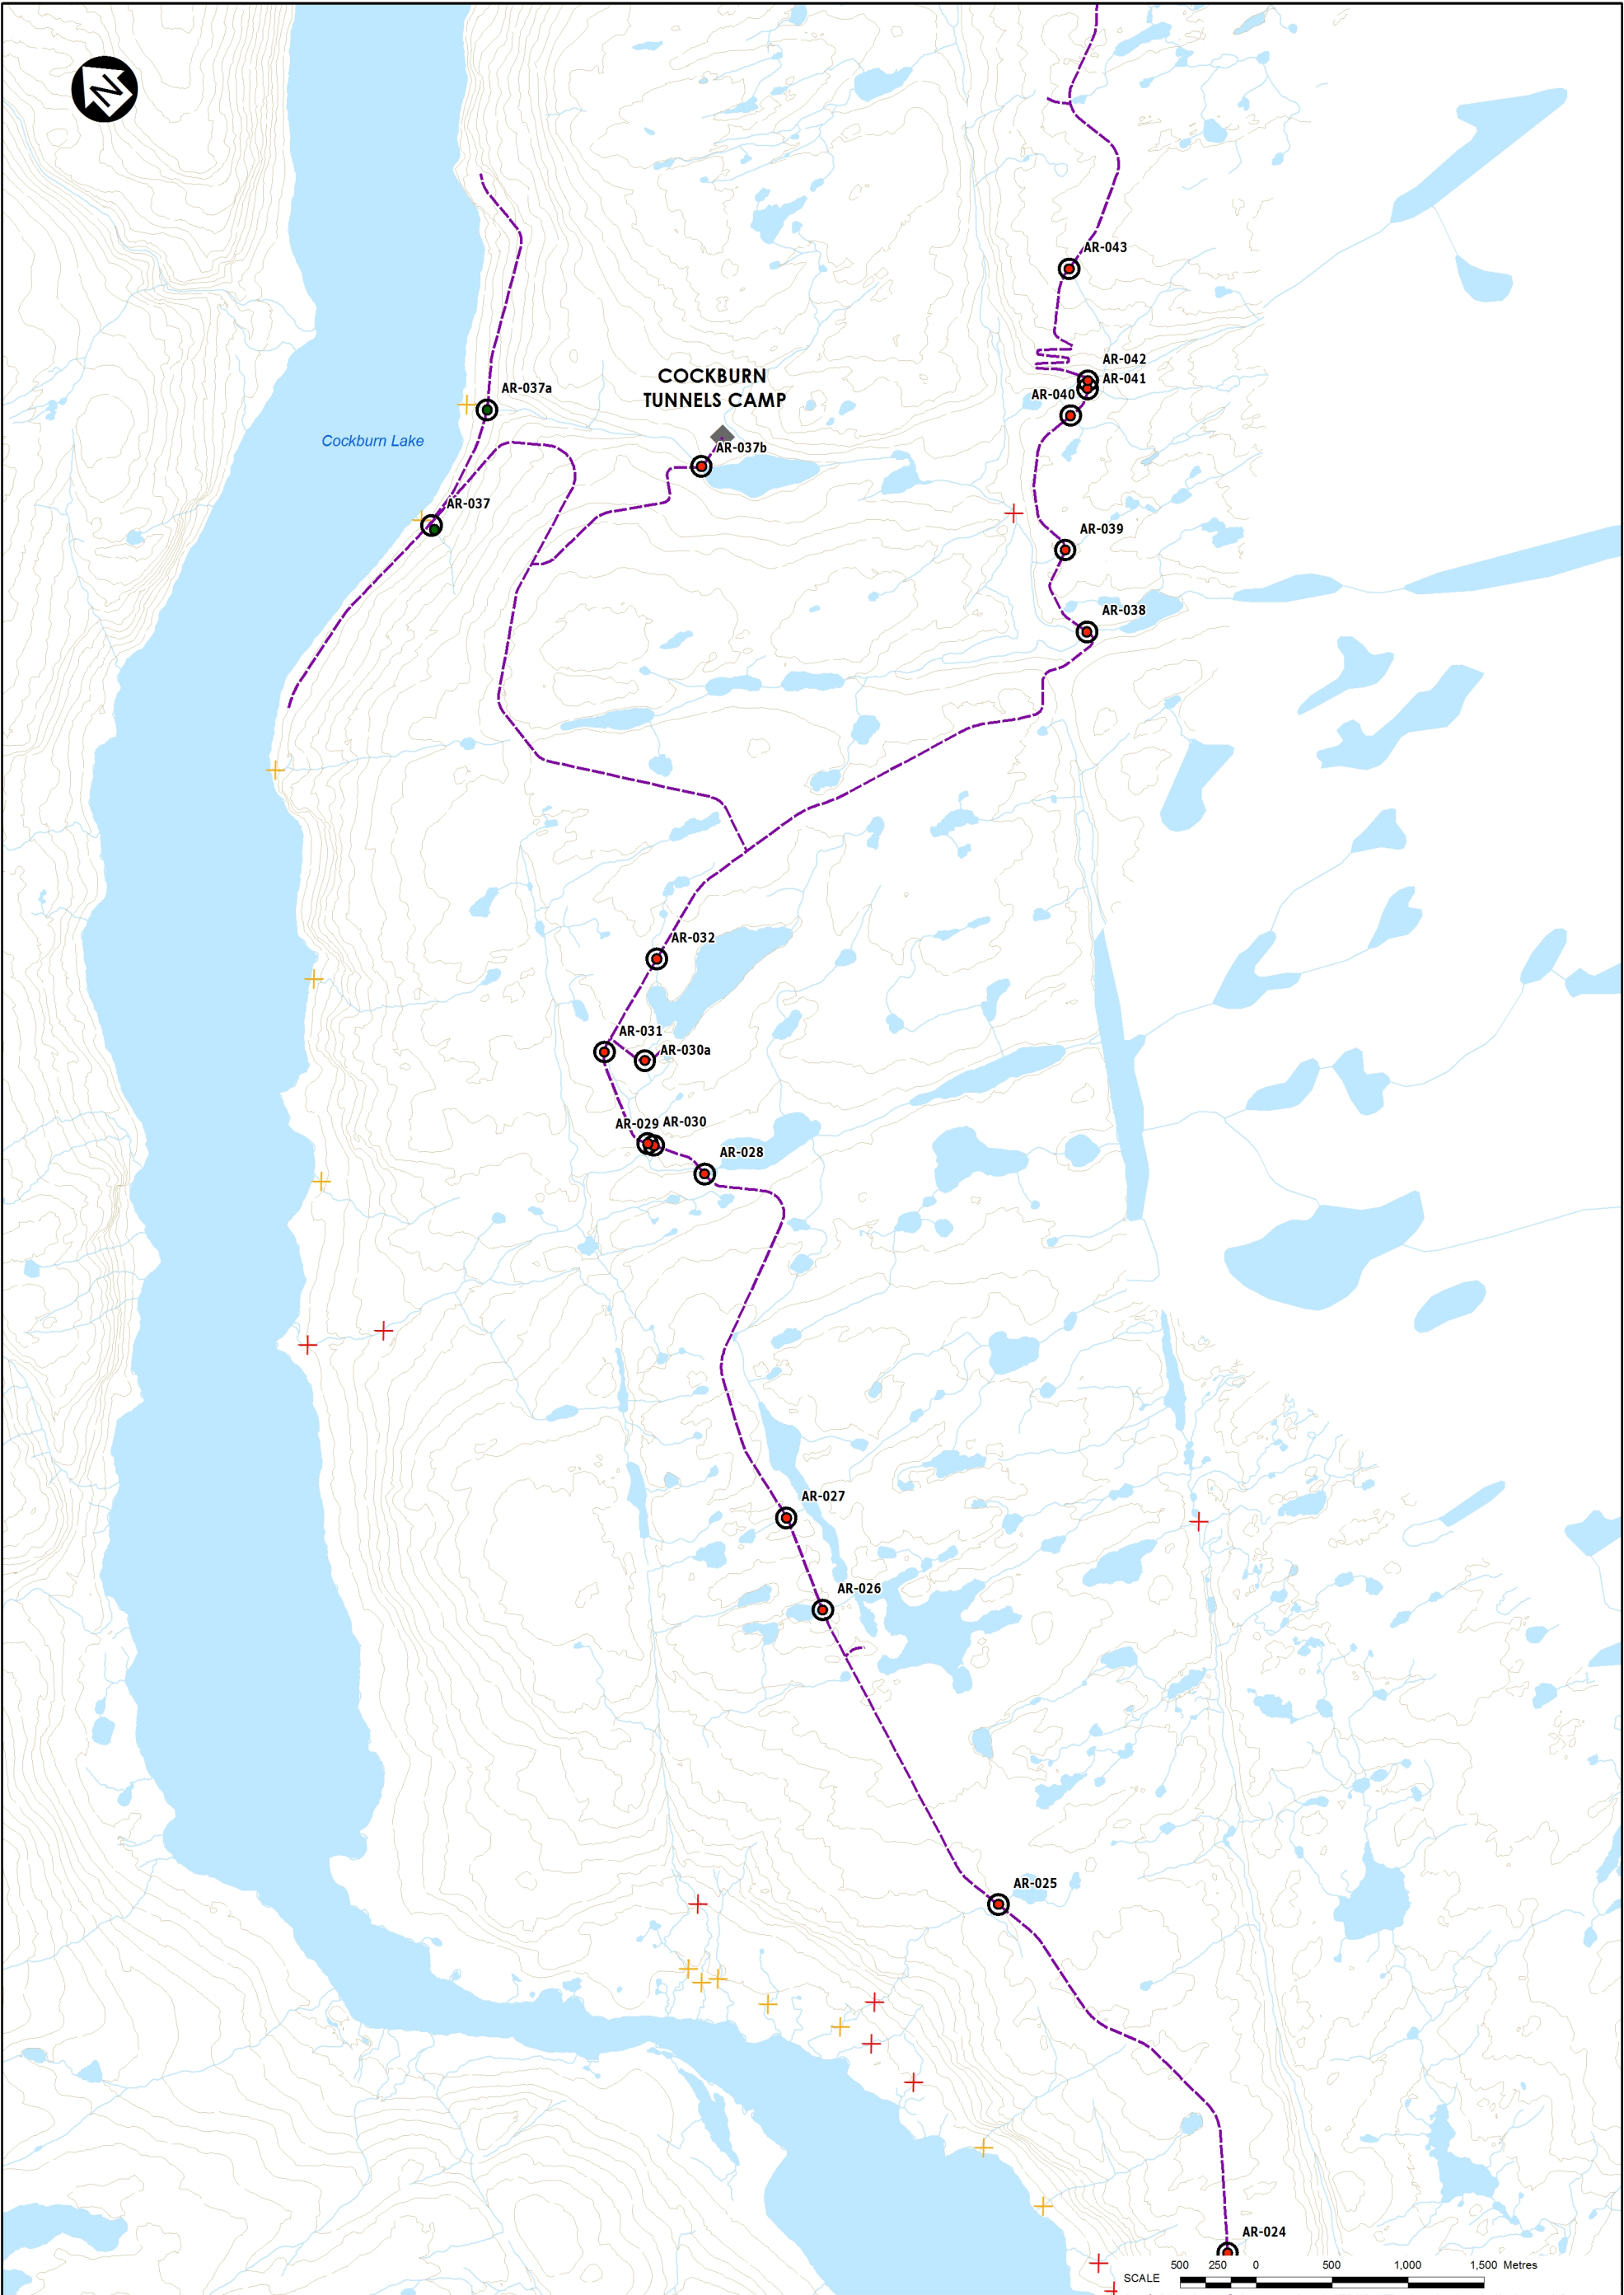 N
AR-043
AR-042
AR-041
AR-040
COCKBURN
TUNNELS CAMP
AR-037a
Cockburn Lake
AR-037b
AR-037
AR-039
AR-038
AR-032
AR-031
AR-030a
AR-029
AR-030
AR-028
AR-027
AR-026
AR-025
AR-024
500 250 0 500 1,000 1,500 Metres
SCALE